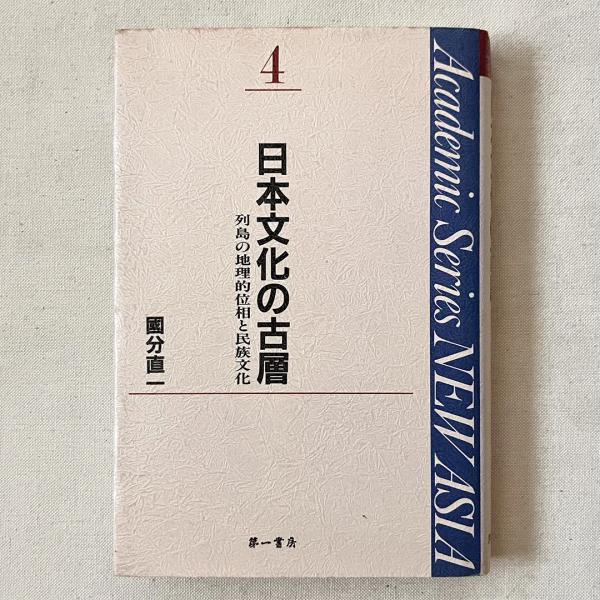 4
日本文化の古層
列島の地理的位相と民族文化
國分直一
第一書房
Academic Series NEW ASIA